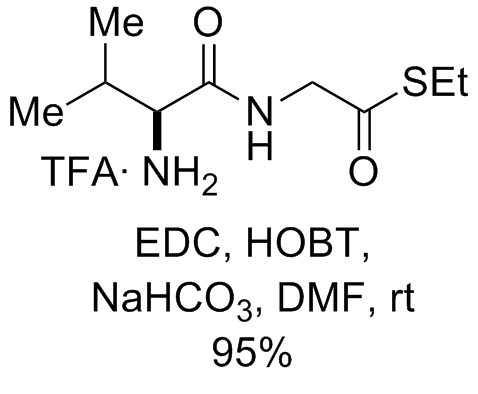 Me
O
Me
N
H
SEt
O
TFA· NH₂
EDC, HOBT,
NaHCO₃, DMF, rt
95%